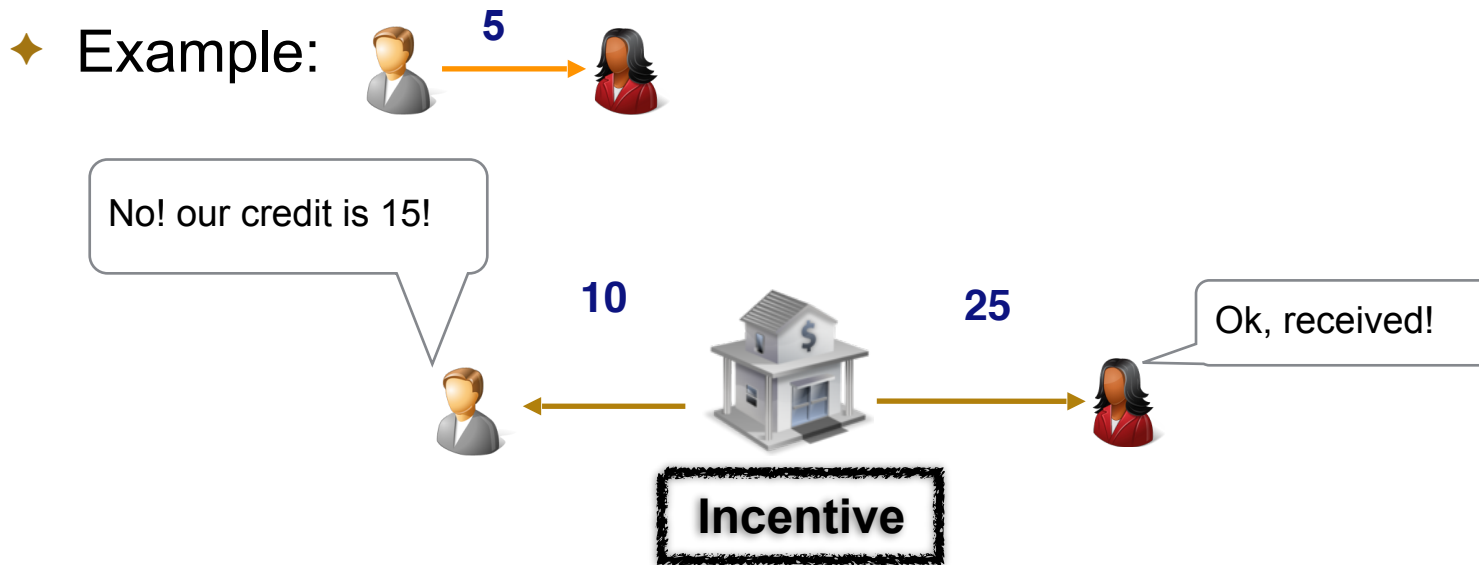 Example:
5
No! our credit is 15!
10
25
Ok, received!
$
Incentive